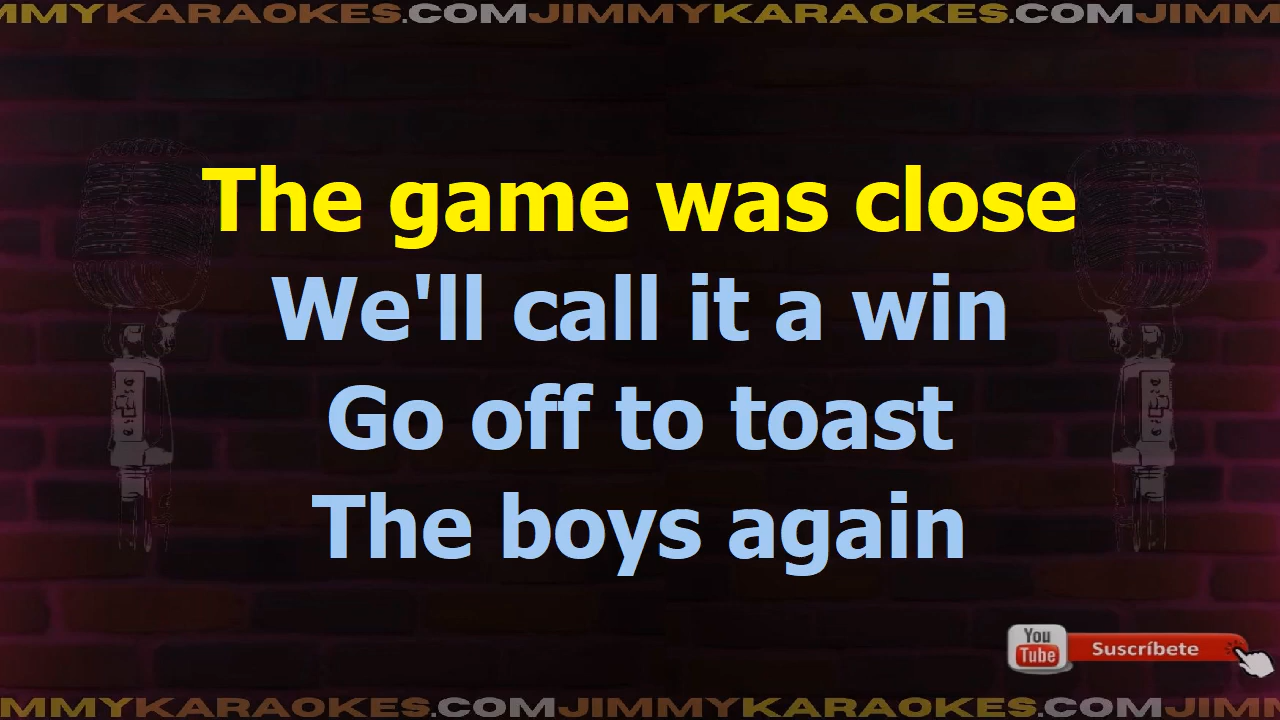 JIMMYKARAOKES.COMJIMMYKARAOKES.COMJIMM
The game was close
We'll call it a win
Go off to toast
The boys again
You
Tube
Suscríbete
MMYKARAOKES.COMJIMMYKARAOKES.COMJIMM